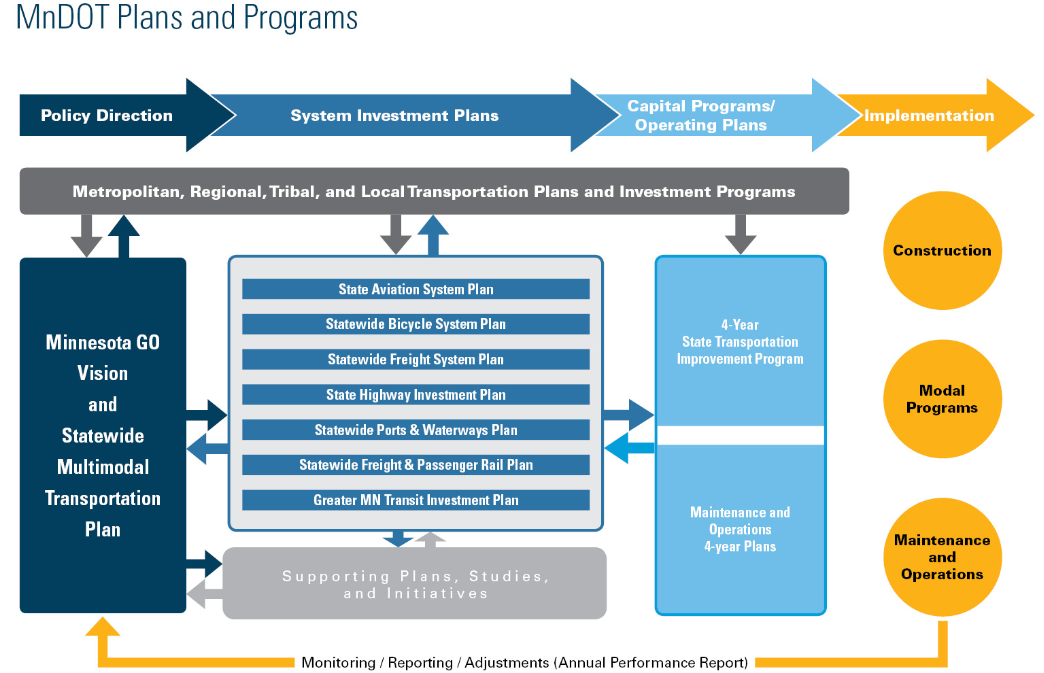 MnDOT Plans and Programs
Policy Direction
System Investment Plans
Capital Programs/
Operating Plans
Implementation
Metropolitan, Regional, Tribal, and Local Transportation Plans and Investment Programs
Minnesota GO
Vision
and
Statewide
Multimodal
Transportation
Plan
State Aviation System Plan
Statewide Bicycle System Plan
Statewide Freight System Plan
State Highway Investment Plan
Statewide Ports & Waterways Plan
Statewide Freight & Passenger Rail Plan
Greater MN Transit Investment Plan
Supporting Plans, Studies,
and Initiatives
4-Year
State Transportation
Improvement Program
Maintenance and
Operations
4-year Plans
Construction
Modal
Programs
Maintenance
and
Operations
Monitoring / Reporting / Adjustments (Annual Performance Report)